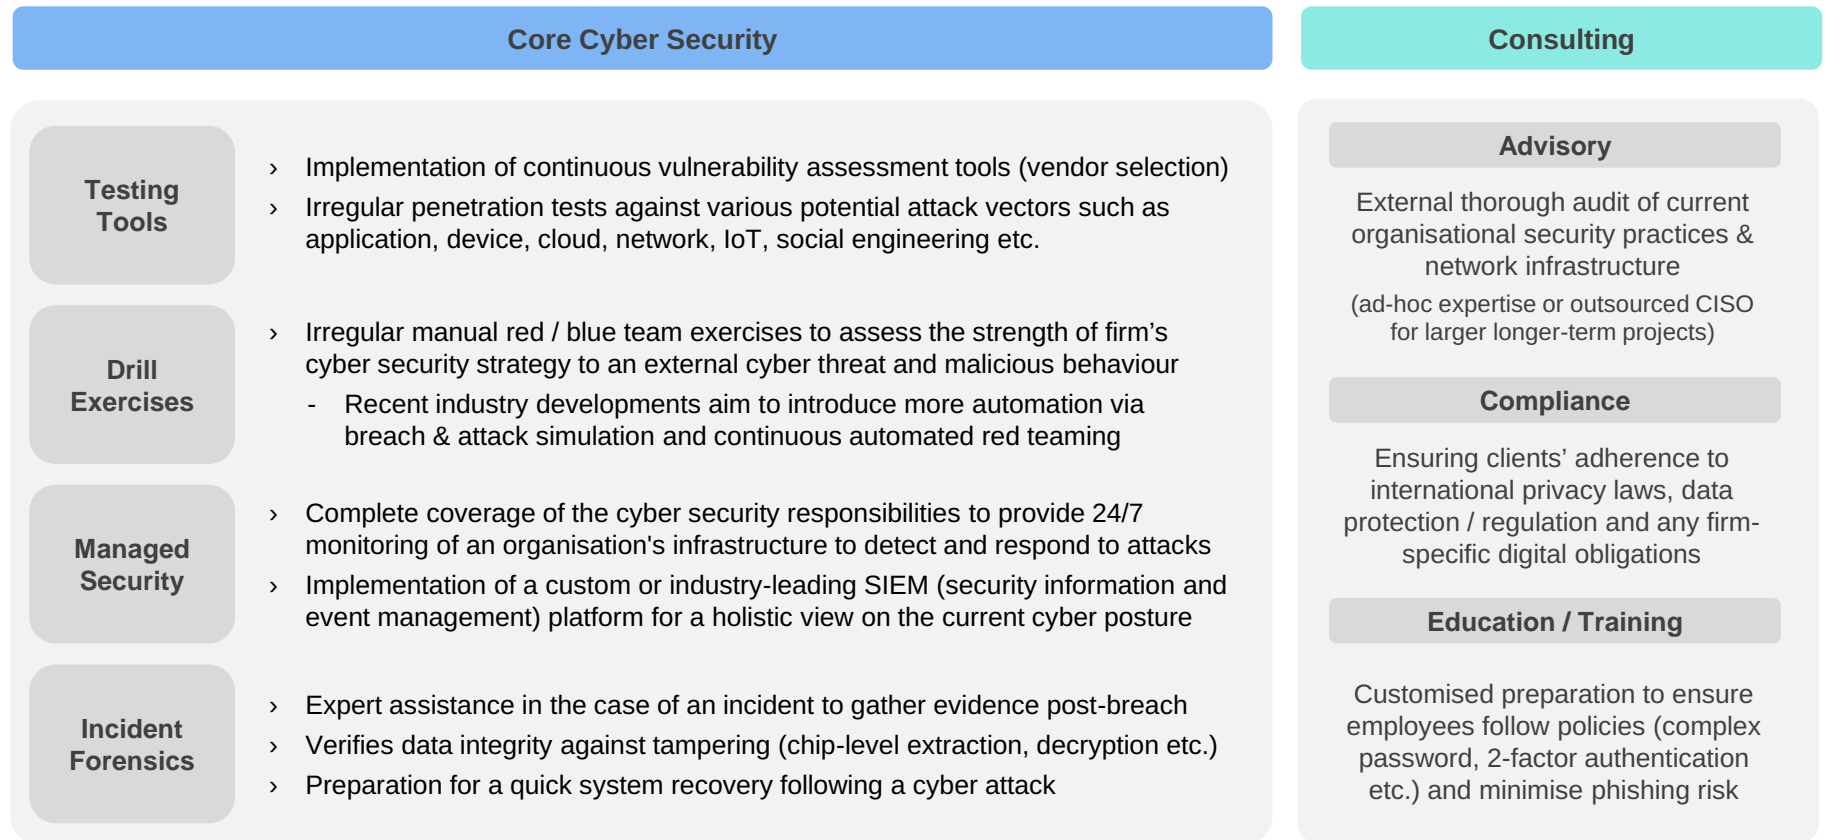 Core Cyber Security
Testing
Tools
› Implementation of continuous vulnerability assessment tools (vendor selection)
› Irregular penetration tests against various potential attack vectors such as
application, device, cloud, network, IoT, social engineering etc.
Drill
Exercises
› Irregular manual red / blue team exercises to assess the strength of firm’s
cyber security strategy to an external cyber threat and malicious behaviour
- Recent industry developments aim to introduce more automation via
breach & attack simulation and continuous automated red teaming
Managed
Security
› Complete coverage of the cyber security responsibilities to provide 24/7
monitoring of an organisation's infrastructure to detect and respond to attacks
› Implementation of a custom or industry-leading SIEM (security information and
event management) platform for a holistic view on the current cyber posture
Incident
Forensics
› Expert assistance in the case of an incident to gather evidence post-breach
› Verifies data integrity against tampering (chip-level extraction, decryption etc.)
› Preparation for a quick system recovery following a cyber attack
Consulting
Advisory
External thorough audit of current
organisational security practices &
network infrastructure
(ad-hoc expertise or outsourced CISO
for larger longer-term projects)
Compliance
Ensuring clients’ adherence to
international privacy laws, data
protection / regulation and any firm-
specific digital obligations
Education / Training
Customised preparation to ensure
employees follow policies (complex
password, 2-factor authentication
etc.) and minimise phishing risk